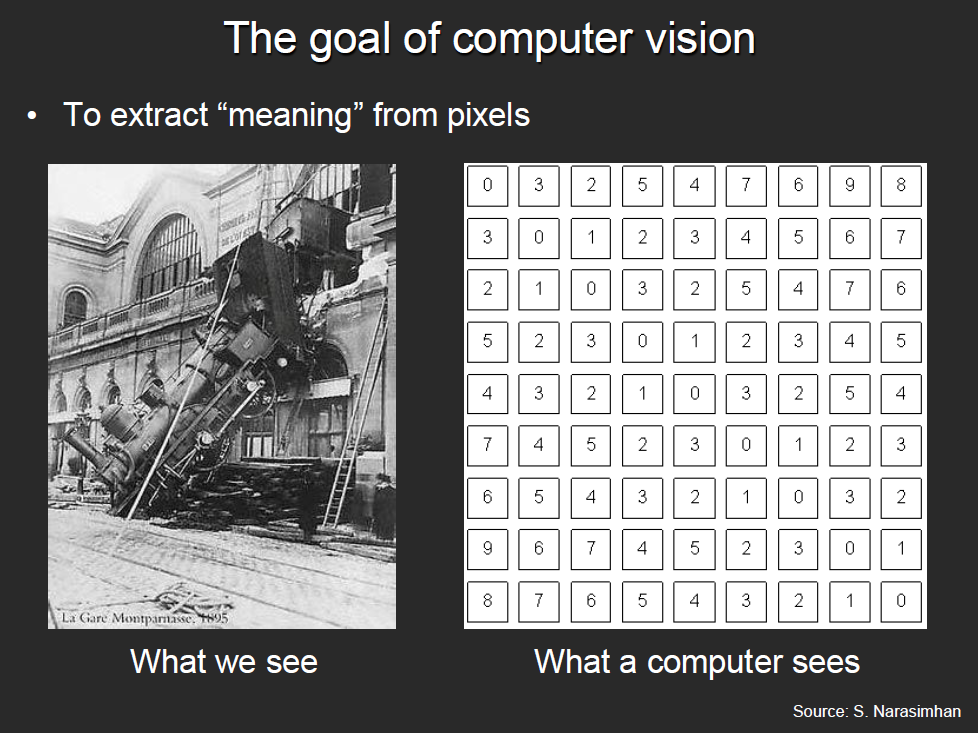 The goal of computer vision
• To extract “meaning” from pixels
0 3 2 5 4 7 6 9 8
3 0 1 2 3 4 5 6 7
2 1 0 3 2 5 4 7 6
5 2 3 0 1 2 3 4 5
4 3 2 1 0 3 2 5 4
7 4 5 2 3 0 1 2 3
6 5 4 3 2 1 0 3 2
9 6 7 4 5 2 3 0 1
8 7 6 5 4 3 2 1 0
La Gare Montparnasse, 1895
What we see
What a computer sees
Source: S. Narasimhan